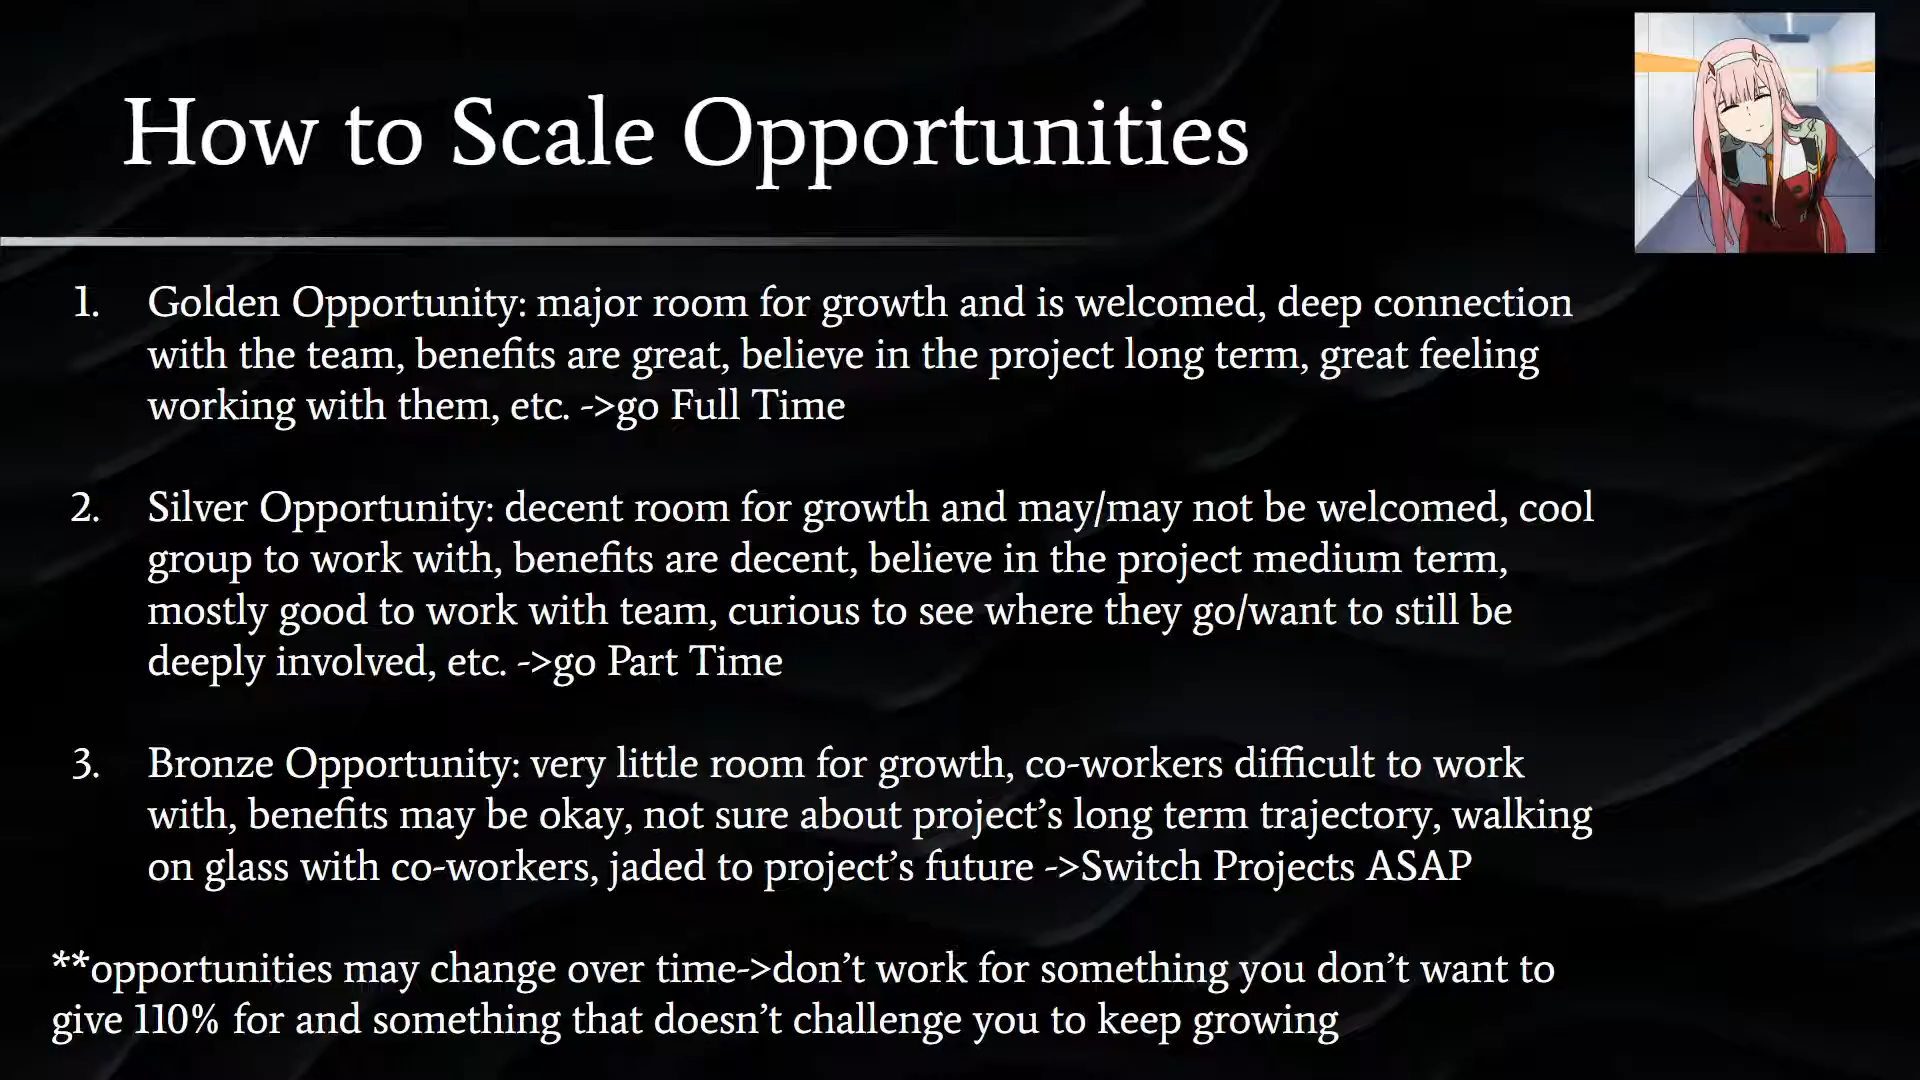 How to Scale Opportunities
1. Golden Opportunity: major room for growth and is welcomed, deep connection
with the team, benefits are great, believe in the project long term, great feeling
working with them, etc. ->go Full Time
2. Silver Opportunity: decent room for growth and may/may not be welcomed, cool
group to work with, benefits are decent, believe in the project medium term,
mostly good to work with team, curious to see where they go/want to still be
deeply involved, etc. ->go Part Time
3. Bronze Opportunity: very little room for growth, co-workers difficult to work
with, benefits may be okay, not sure about project’s long term trajectory, walking
on glass with co-workers, jaded to project’s future ->Switch Projects ASAP
**opportunities may change over time->don’t work for something you don’t want to
give 110% for and something that doesn’t challenge you to keep growing